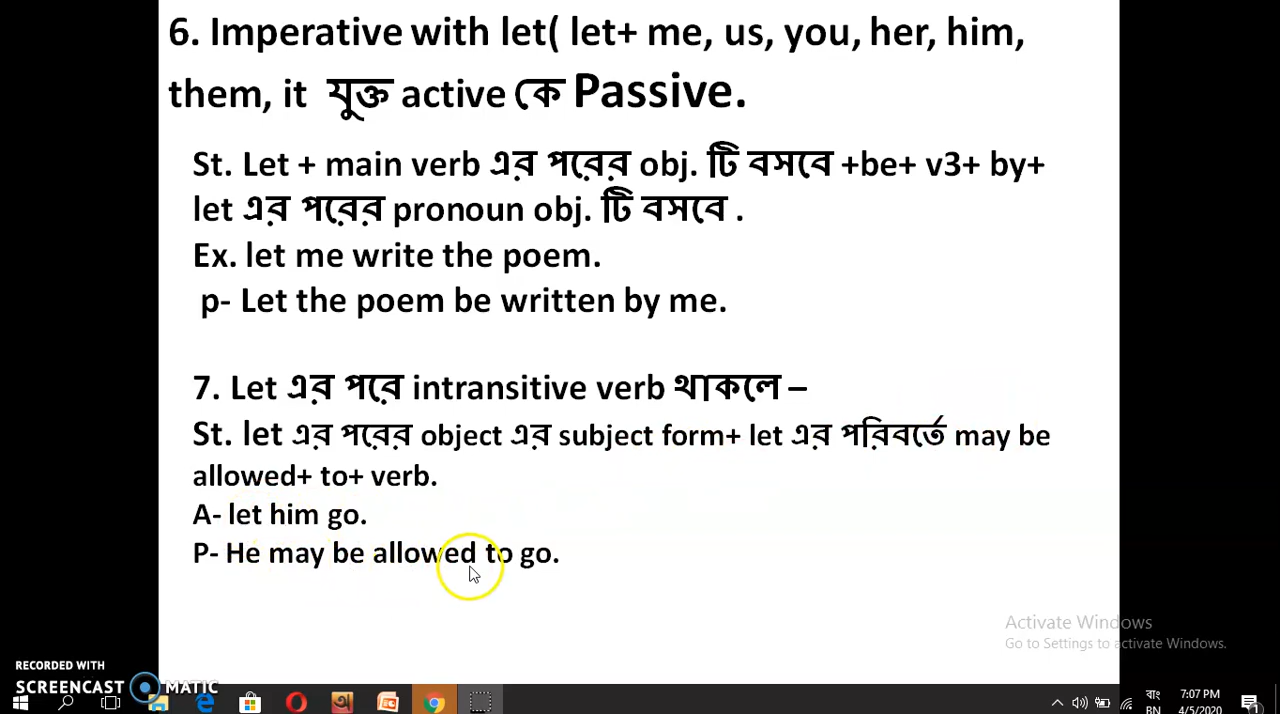 6. Imperative with let( let+ me, us, you, her, him,
them, it যুক্ত active কে Passive.
St. Let + main verb এর পরের obj. টি বসবে +be+ v3+ by+
let এর পরের pronoun obj. টি বসবে .
Ex. let me write the poem.
p- Let the poem be written by me.
7. Let এর পরে intransitive verb থাকলে –
St. let এর পরের object এর subject form+ let এর পরিবর্তে may be
allowed+ to+ verb.
A- let him go.
P- He may be allowed to go.
Activate Windows
Go to Settings to activate Windows.
RECORDED WITH
SCREENCAST MATIC
বাং
BN
7:07 PM
4/5/2020